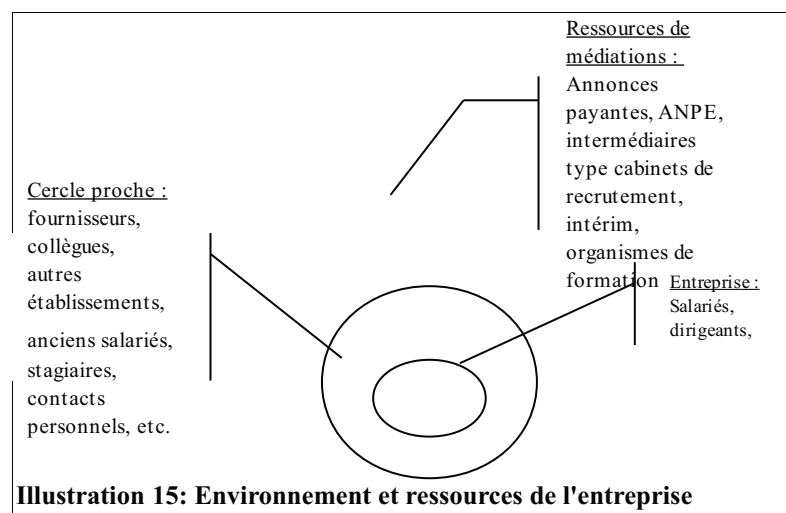 Ressources de
médiations :
Annonces
payantes, ANPE,
intermédiaires
type cabinets de
recrutement,
intérim,
organismes de
formation
Cercle proche :
fournisseurs,
collègues,
autres
établissements,
anciens salariés,
stagiaires,
contacts
personnels, etc.
Entreprise :
Salariés,
dirigeants,
Illustration 15: Environnement et ressources de l'entreprise